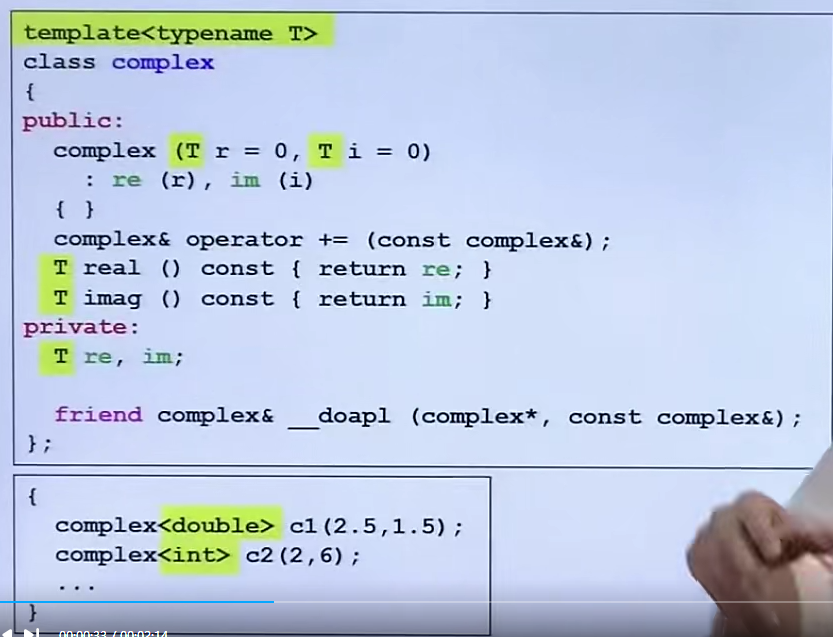 template<typename T>
class complex
{
public:
complex (T r = 0, T i = 0)
: re (r), im (i)
{ }
complex& operator += (const complex&);
T real () const { return re; }
T imag () const { return im; }
private:
T re, im;
friend complex& __doapl (complex*, const complex&);
};
{
complex<double> c1(2.5,1.5);
complex<int> c2(2,6);
...
}
00:00:33 / 00:02:14